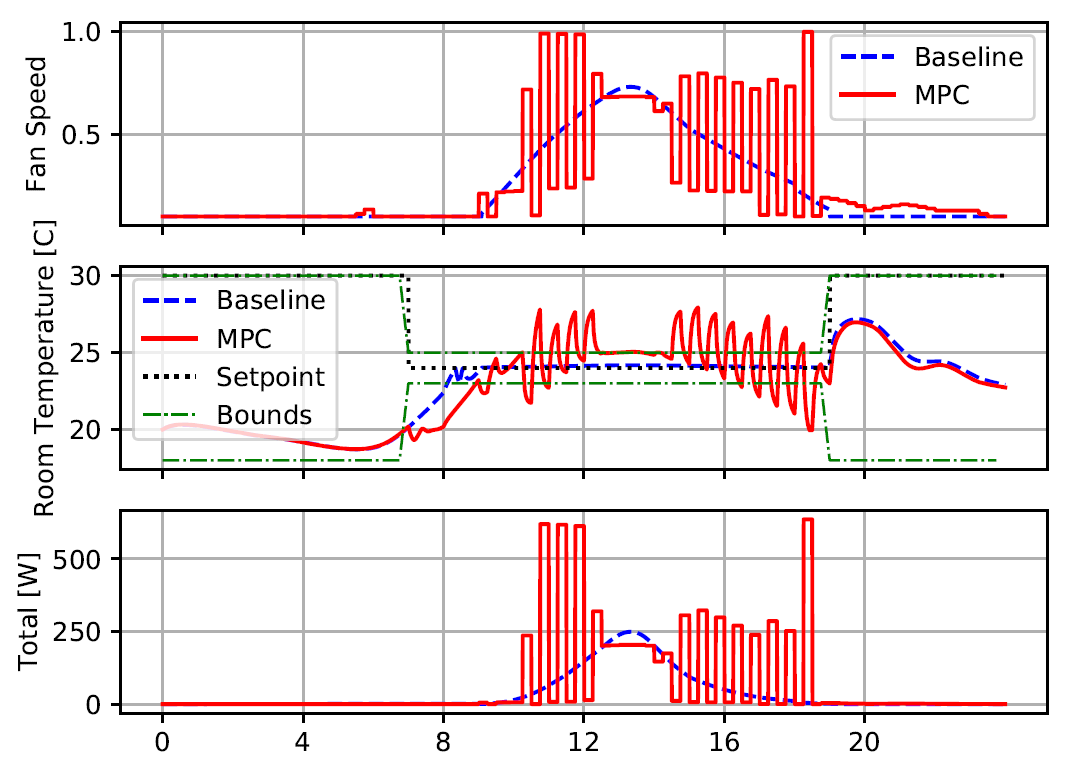 Fan Speed
1.0
0.5
Baseline
MPC
Room Temperature [C]
30
25
20
Baseline
MPC
Setpoint
Bounds
Total [W]
500
250
0
0 4 8 12 16 20